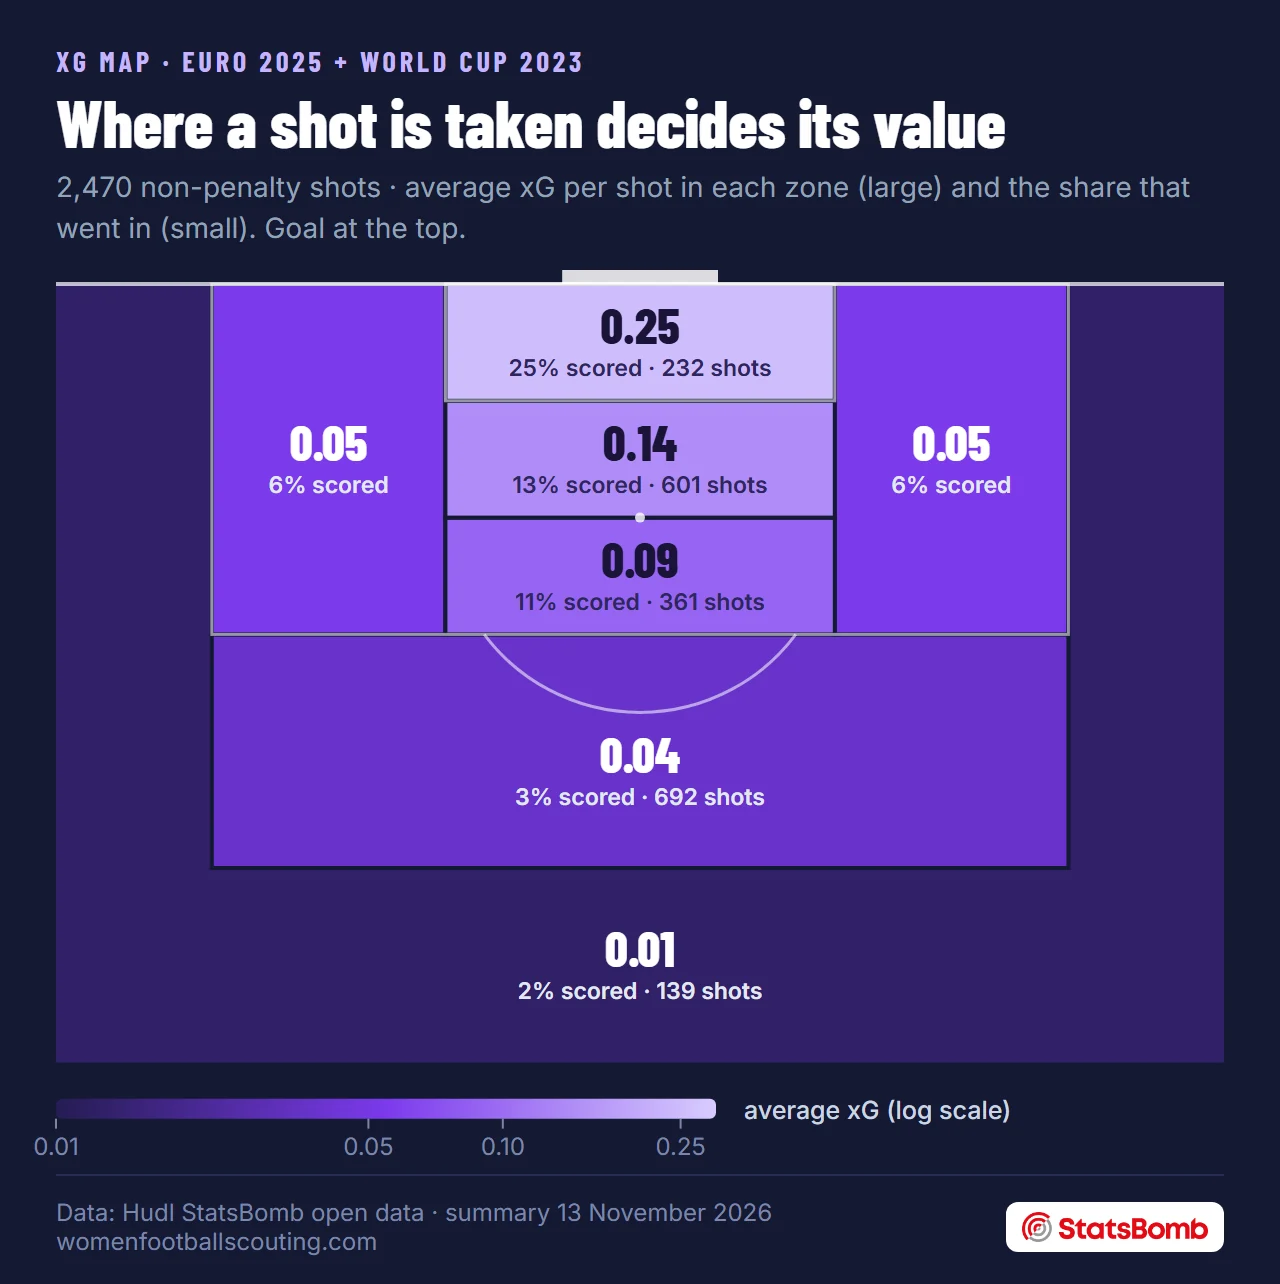 XG MAP · EURO 2025 + WORLD CUP 2023
Where a shot is taken decides its value
2,470 non-penalty shots · average xG per shot in each zone (large) and the share that
went in (small). Goal at the top.
0.25
25% scored · 232 shots
0.05
6% scored
0.14
13% scored · 601 shots
0.05
6% scored
0.09
11% scored · 361 shots
0.04
3% scored · 692 shots
0.01
2% scored · 139 shots
average xG (log scale)
0.01 0.05 0.10 0.25
Data: Hudl StatsBomb open data · summary 13 November 2026
womenfootballscouting.com
StatsBomb